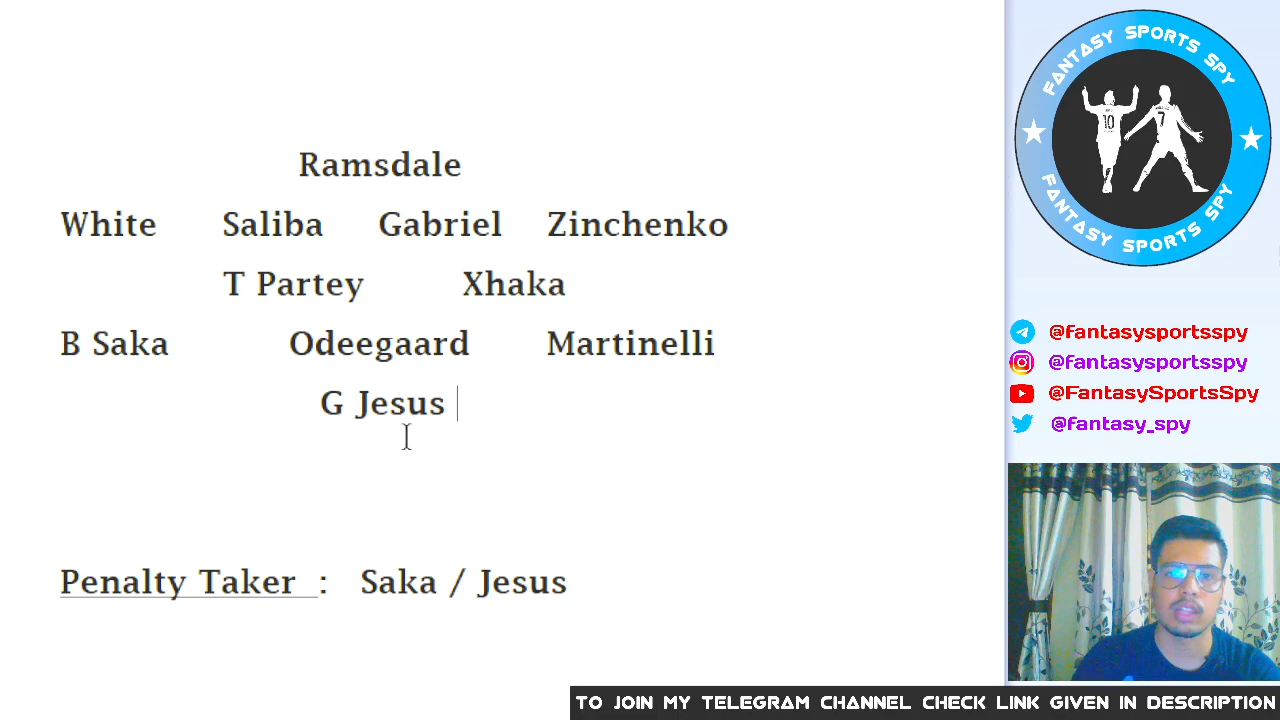 Ramsdale
White Saliba Gabriel Zinchenko
T Partey Xhaka
B Saka Odeegaard Martinelli
G Jesus
Penalty Taker : Saka / Jesus
FANTASY SPORTS SPY
10 7
FANTASY SPORTS SPY
@fantasysportsspy
@fantasysportsspy
@FantasySportsSpy
@fantasy_spy
TO JOIN MY TELEGRAM CHANNEL CHECK LINK GIVEN IN DESCRIPTION